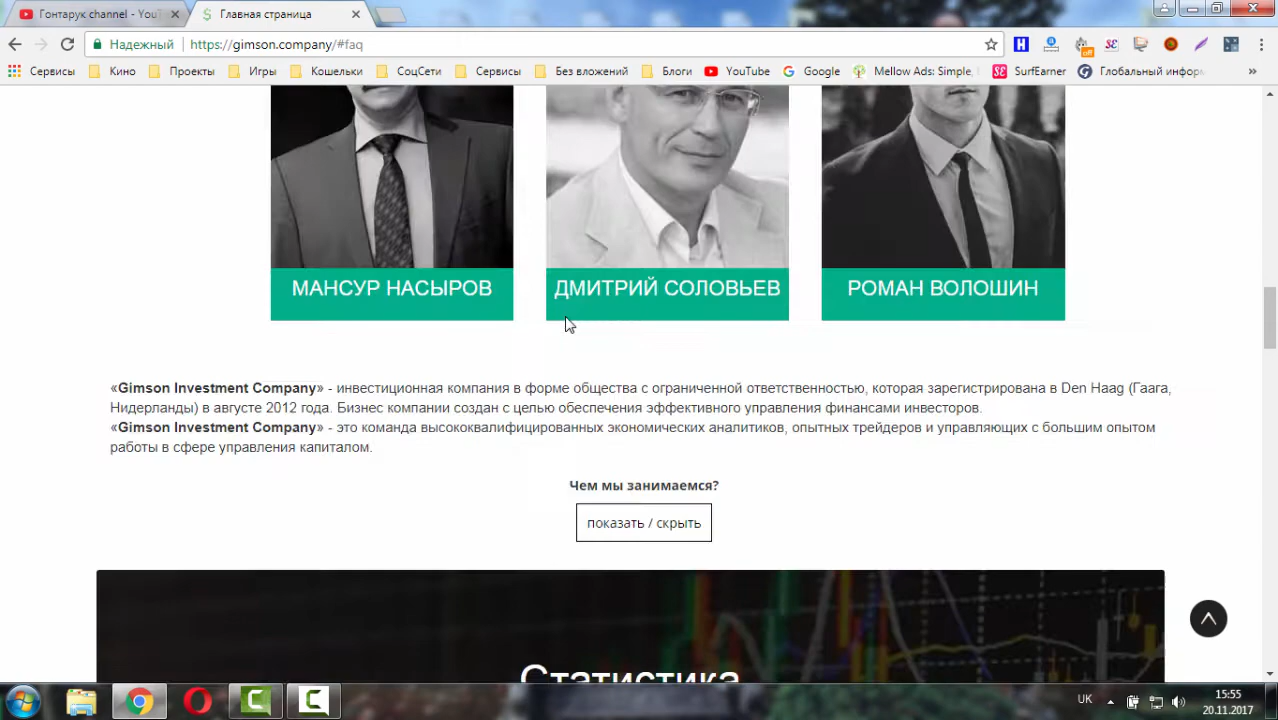 Гонтарук channel - YouT
Главная страница
Надежный
https://gimson.company/#faq
off
Сервисы
Кино
Проекты
Игры
Кошельки
СоцСети
Сервисы
Без вложений
Блоги
YouTube
Google
Mellow Ads: Simple,
SurfEarner
Глобальный инфор
МАНСУР НАСЫРОВ
ДМИТРИЙ СОЛОВЬЕВ
РОМАН ВОЛОШИН
«Gimson Investment Company» - инвестиционная компания в форме общества с ограниченной ответственностью, которая зарегистрирована в Den Haag (Гаага,
Нидерланды) в августе 2012 года. Бизнес компании создан с целью обеспечения эффективного управления финансами инвесторов.
«Gimson Investment Company» - это команда высококвалифицированных экономических аналитиков, опытных трейдеров и управляющих с большим опытом
работы в сфере управления капиталом.
Чем мы занимаемся?
показать / скрыть
Статистика
UK
15:55
20.11.2017